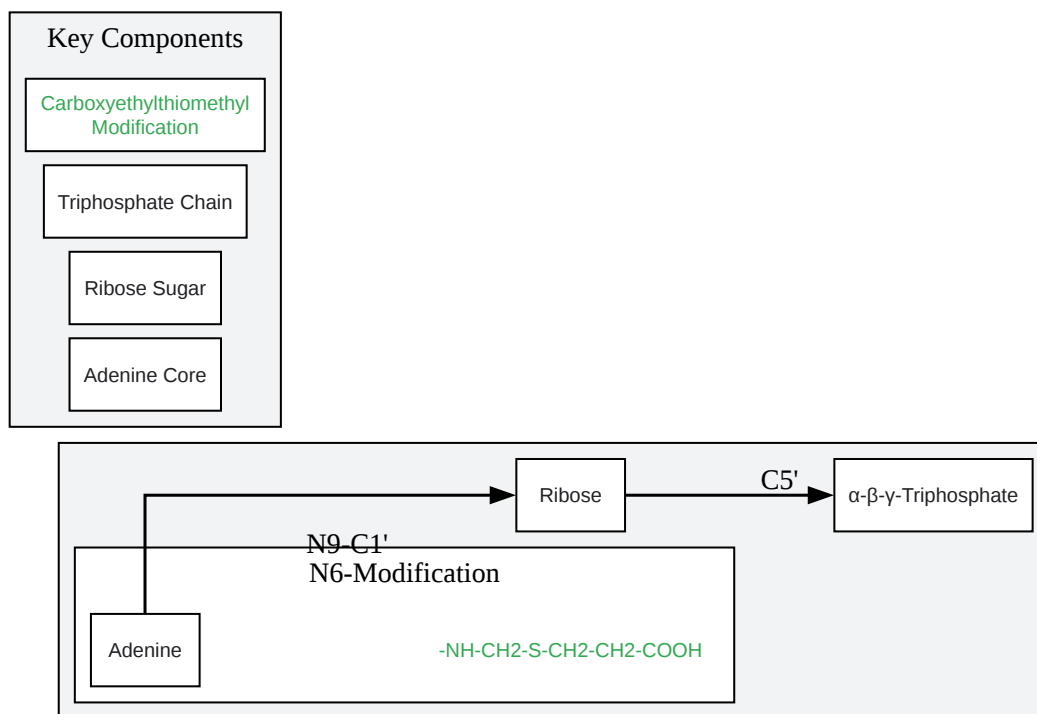 Key Components
Carboxyethylthiomethyl
Modification
Triphosphate Chain
Ribose Sugar
Adenine Core
Ribose
C5'
α-β-γ-Triphosphate
N9-C1'
N6-Modification
Adenine
-NH-CH2-S-CH2-CH2-COOH